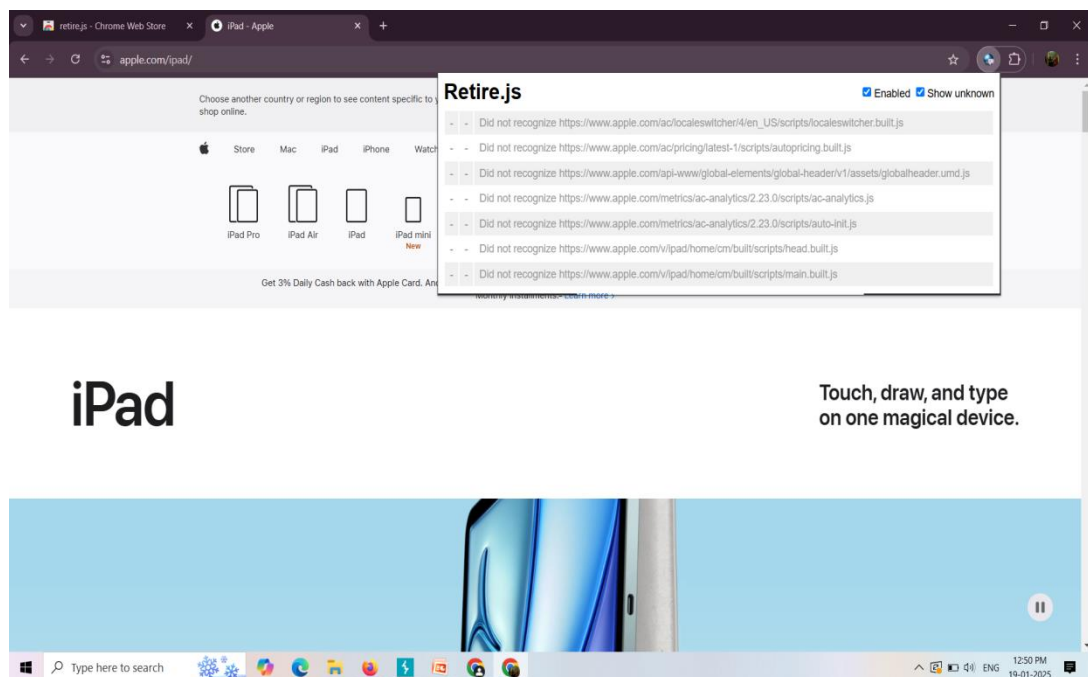 retire.js - Chrome Web Store
iPad - Apple
apple.com/ipad/
Choose another country or region to see content specific to
shop online.
Store Mac iPad iPhone Watch
iPad Pro iPad Air iPad iPad mini
New
Get 3% Daily Cash back with Apple Card. And
Monthly Installments. Learn more >
Retire.js
Enabled Show unknown
- - Did not recognize https://www.apple.com/ac/localeswitcher/4/en_US/scripts/localeswitcher.built.js
- - Did not recognize https://www.apple.com/ac/pricing/latest-1/scripts/autopricing.built.js
- - Did not recognize https://www.apple.com/api-www/global-elements/global-header/v1/assets/globalheader.umd.js
- - Did not recognize https://www.apple.com/metrics/ac-analytics/2.23.0/scripts/ac-analytics.js
- - Did not recognize https://www.apple.com/metrics/ac-analytics/2.23.0/scripts/auto-init.js
- - Did not recognize https://www.apple.com/v/ipad/home/cm/built/scripts/head.built.js
- - Did not recognize https://www.apple.com/v/ipad/home/cm/built/scripts/main.built.js
iPad
Touch, draw, and type
on one magical device.
Type here to search
ENG
12:50 PM
19-01-2025